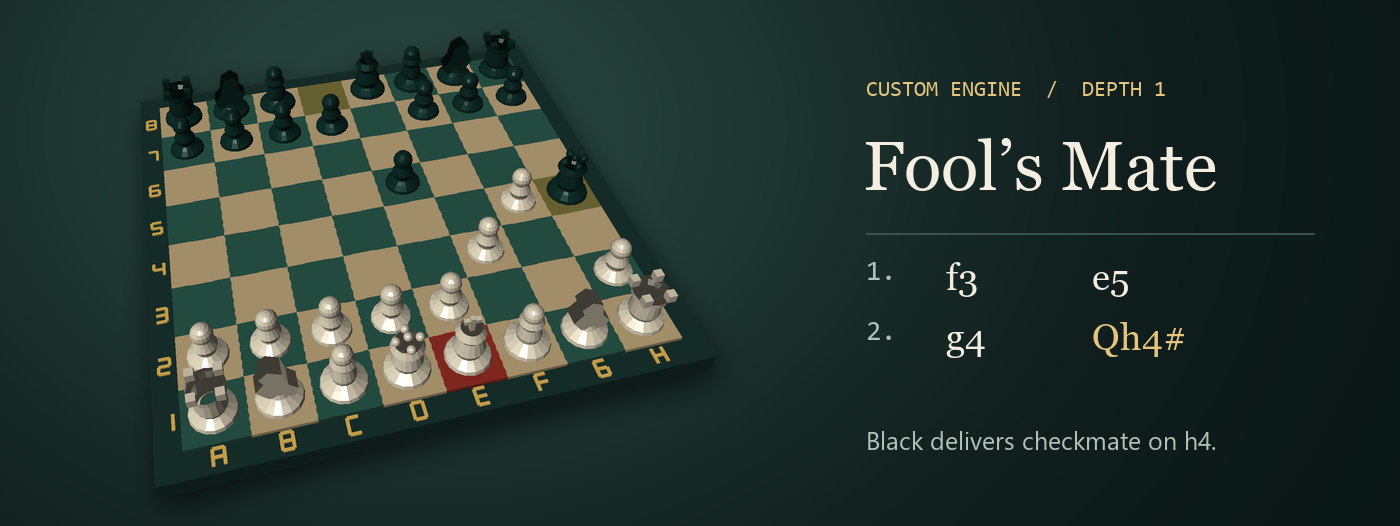 8
7
6
5
4
3
2
1
A B C D E F G H
CUSTOM ENGINE / DEPTH 1
Fool’s Mate
1. f3 e5
2. g4 Qh4#
Black delivers checkmate on h4.